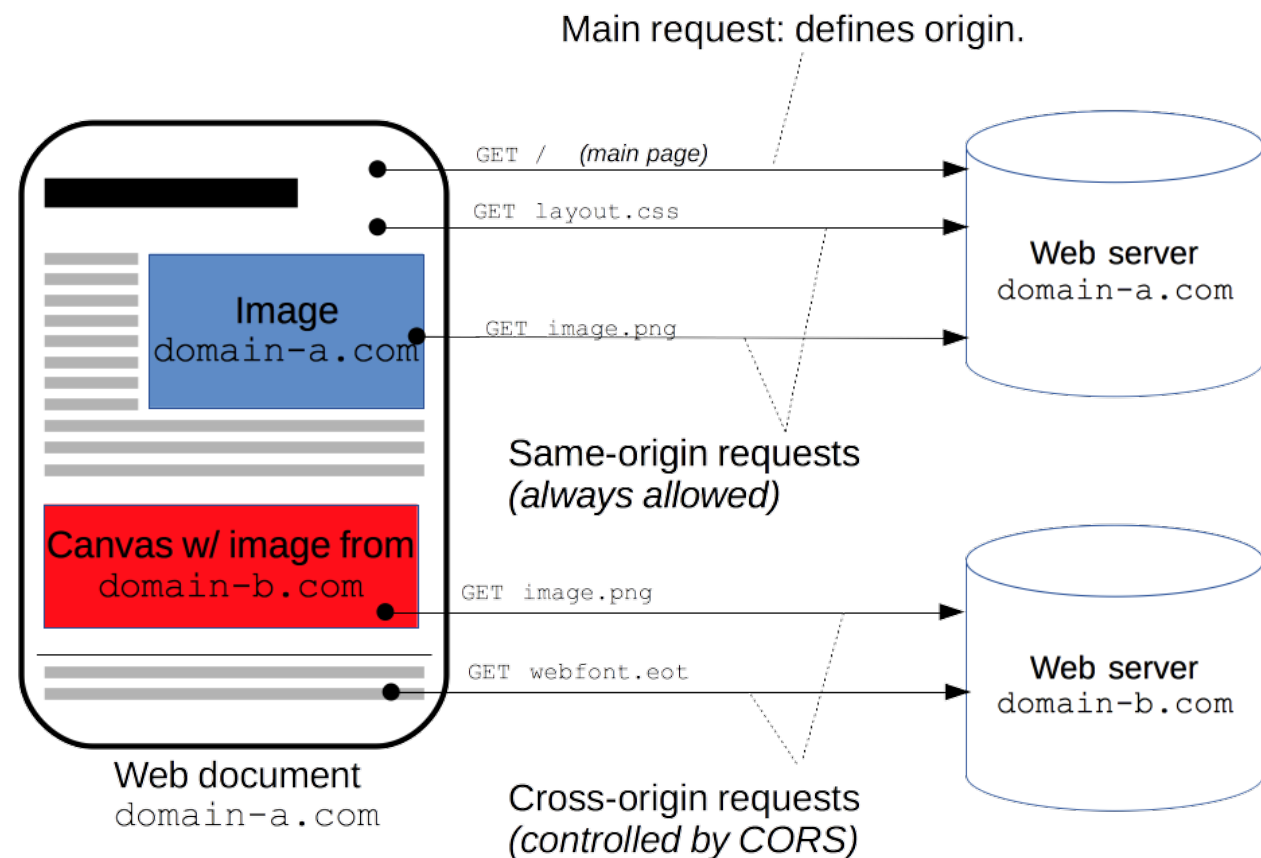 Main request: defines origin.
GET / (main page)
GET layout.css
Image
domain-a.com
GET image.png
Web server
domain-a.com
Same-origin requests
(always allowed)
Canvas w/ image from
domain-b.com
GET image.png
GET webfont.eot
Web server
domain-b.com
Web document
domain-a.com
Cross-origin requests
(controlled by CORS)